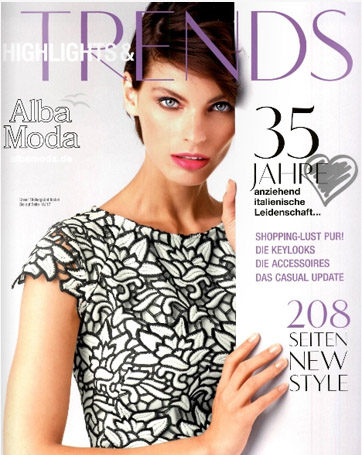 TRENDS
HIGHLIGHTS &
Alba
Moda
albamoda.de
35
JAHRE
anziehend
italienische
Leidenschaft...
SHOPPING-LUST PUR!
DIE KEYLOOKS
DIE ACCESSOIRES
DAS CASUAL UPDATE
208
SEITEN
NEW
STYLE